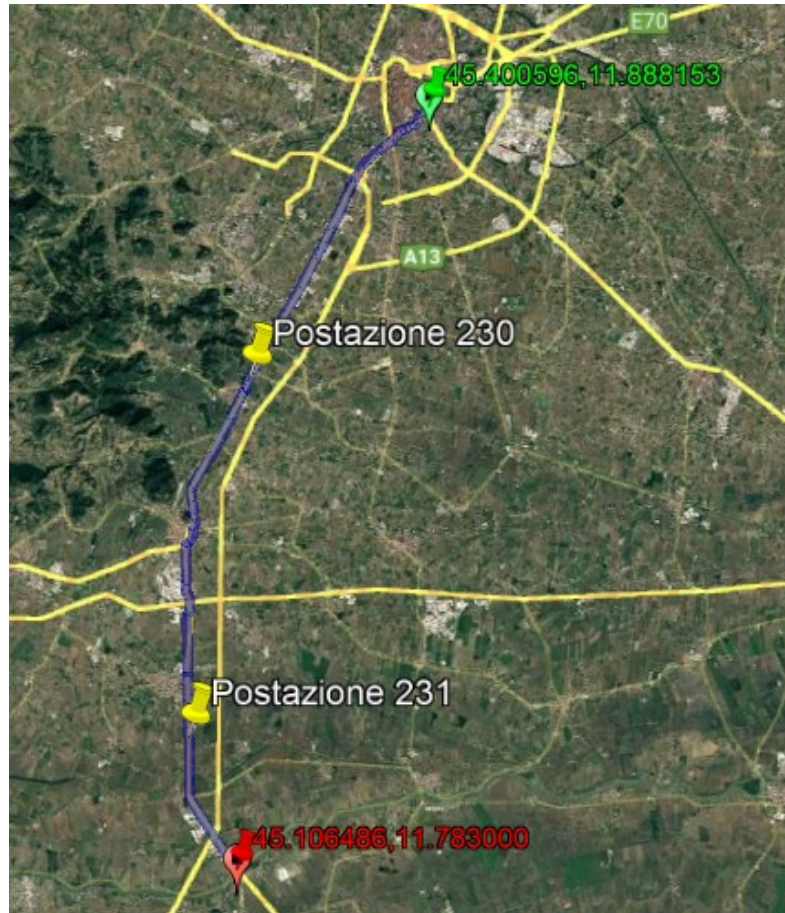 E70
45.400596,11.888153
A13
Postazione 230
Postazione 231
45.106486,11.783000